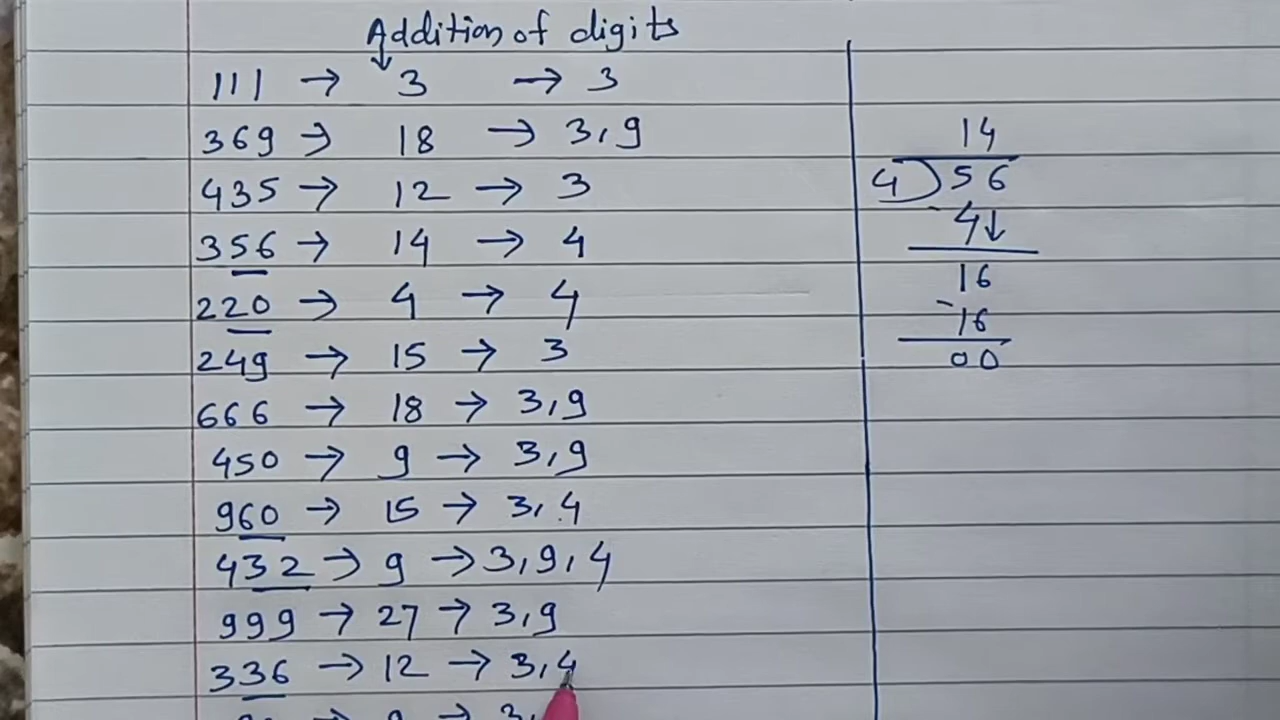 Addition of digits
↓
111 → 3 → 3
369 → 18 → 3, 9
435 → 12 → 3
356 → 14 → 4
220 → 4 → 4
249 → 15 → 3
666 → 18 → 3, 9
450 → 9 → 3, 9
960 → 15 → 3, 4
432 → 9 → 3, 9, 4
999 → 27 → 3, 9
336 → 12 → 3, 4
→ 9 → 3,
14
4 ) 56
- 4↓
16
- 16
00